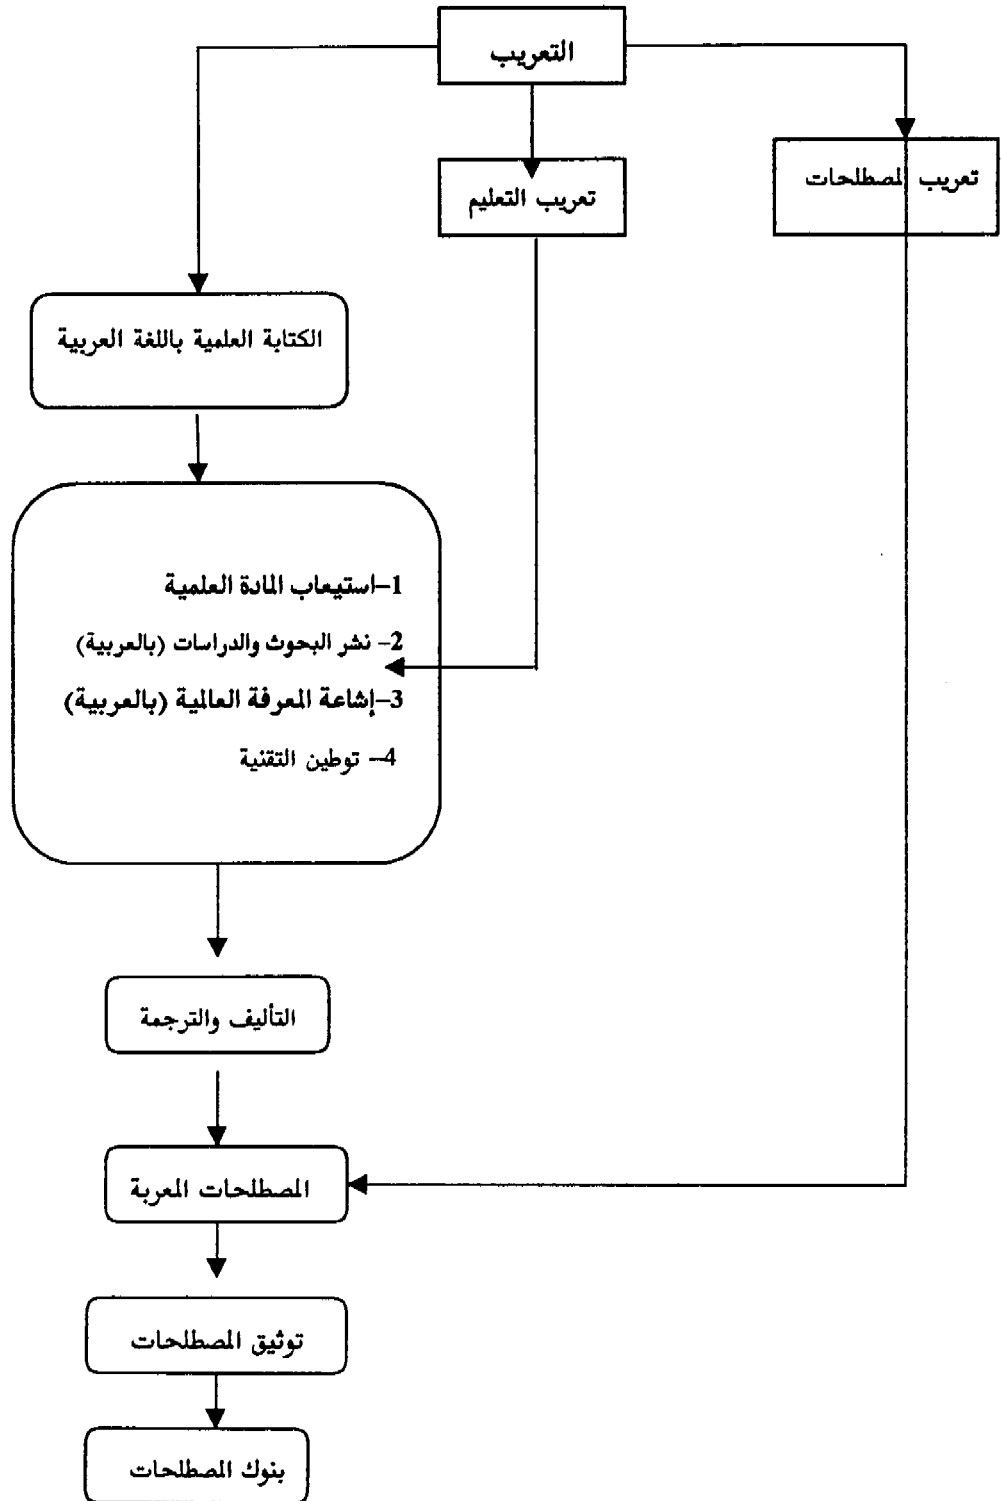 التعريب
تعريب المصطلحات
تعريب التعليم
الكتابة العلمية باللغة العربية
1–استيعاب المادة العلمية
2– نشر البحوث والدراسات (بالعربية)
3–إشاعة المعرفة العالمية (بالعربية)
4– توطين التقنية
التأليف والترجمة
المصطلحات المعربة
توثيق المصطلحات
بنوك المصطلحات